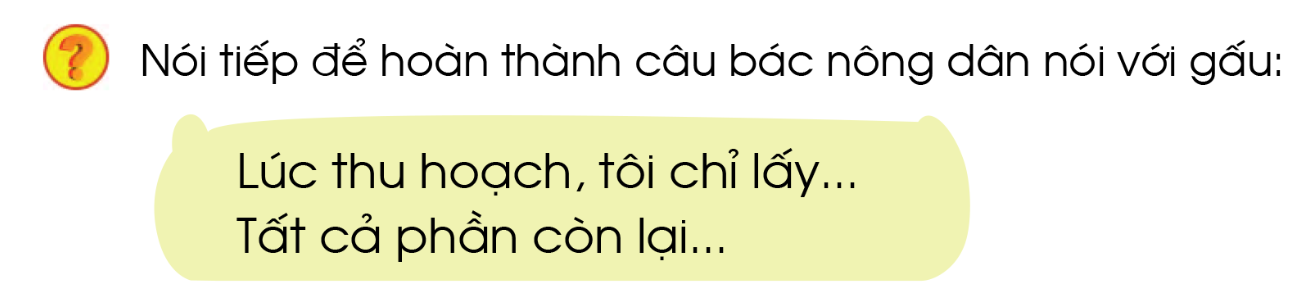 ?
Nói tiếp để hoàn thành câu bác nông dân nói với gấu:
Lúc thu hoạch, tôi chỉ lấy...
Tất cả phần còn lại...